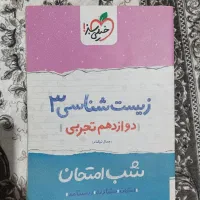 خیلی سبز
زیست شناسی ۳
دوازدهم تجربی
شب امتحان